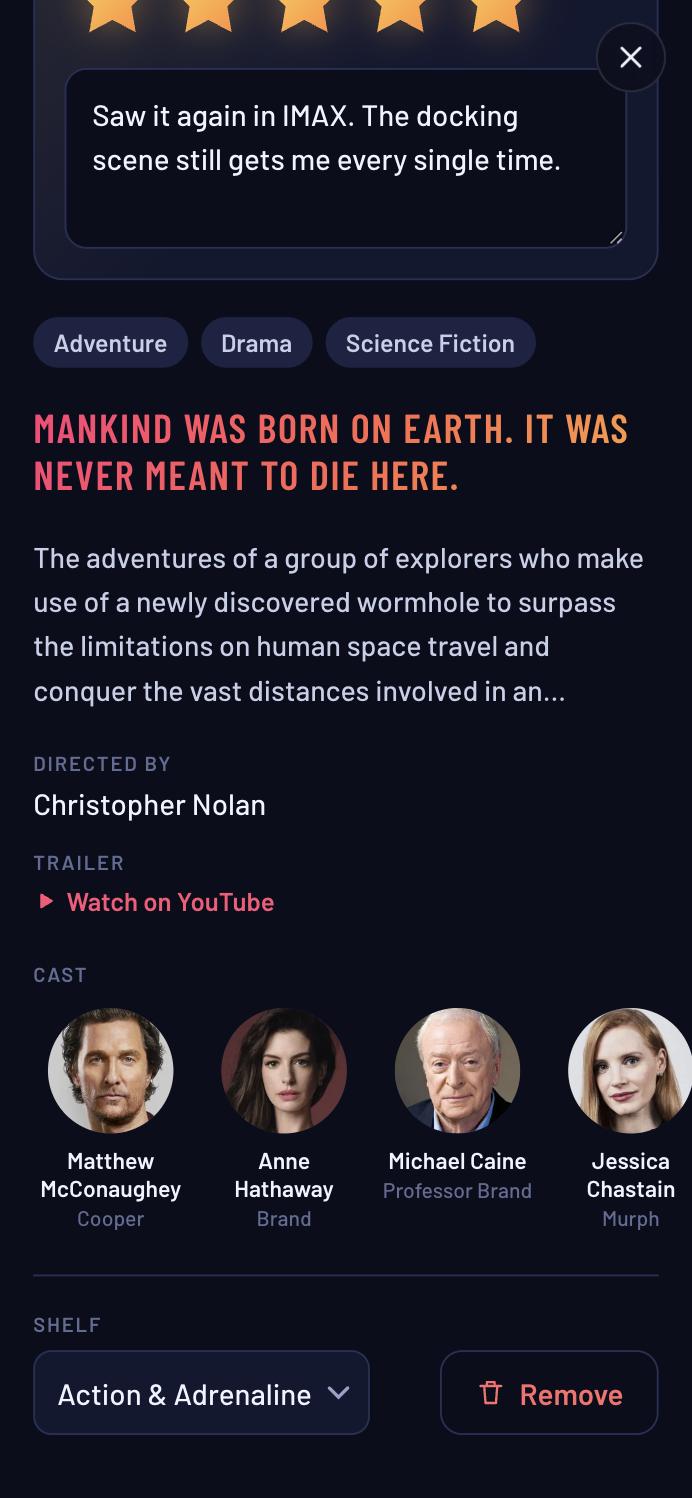 Saw it again in IMAX. The docking
scene still gets me every single time.
Adventure
Drama
Science Fiction
MANKIND WAS BORN ON EARTH. IT WAS
NEVER MEANT TO DIE HERE.
The adventures of a group of explorers who make
use of a newly discovered wormhole to surpass
the limitations on human space travel and
conquer the vast distances involved in an...
DIRECTED BY
Christopher Nolan
TRAILER
Watch on YouTube
CAST
Matthew
McConaughey
Cooper
Anne
Hathaway
Brand
Michael Caine
Professor Brand
Jessica
Chastain
Murph
SHELF
Action & Adrenaline
Remove